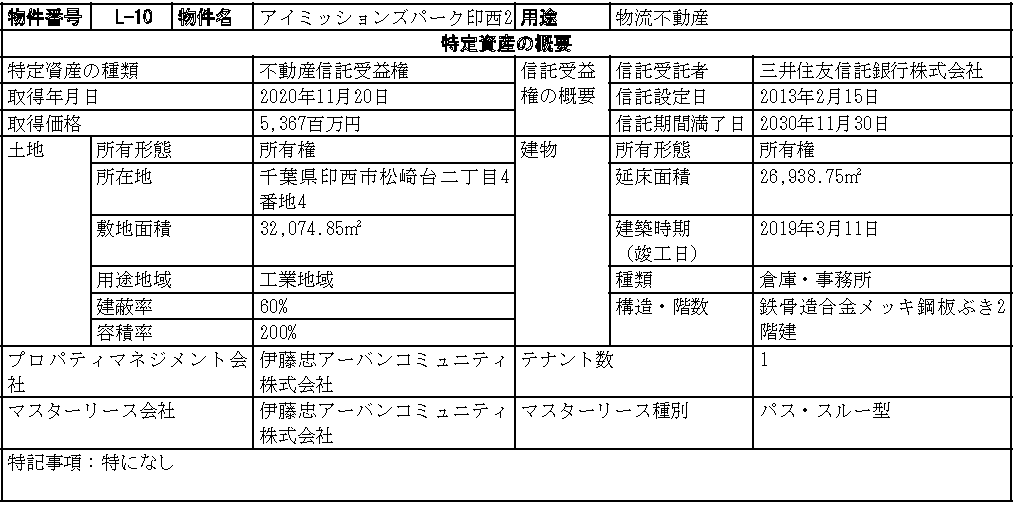 物件番号 L-10 物件名 アイミッションズパーク印西2 用途 物流不動産
特定資産の概要
特定資産の種類 不動産信託受益権 信託受益権の概要 信託受託者 三井住友信託銀行株式会社
取得年月日 2020年11月20日 信託設定日 2013年2月15日
取得価格 5,367百万円 信託期間満了日 2030年11月30日
土地 所有形態 所有権 建物 所有形態 所有権
所在地 千葉県印西市松﨑台二丁目4 延床面積 26,938.75㎡
番地4
敷地面積 32,074.85㎡ 建築時期 2019年3月11日
（竣工日）
用途地域 工業地域 種類 倉庫・事務所
建蔽率 60% 構造・階数 鉄骨造合金メッキ鋼板ぶき2
容積率 200% 階建
プロパティマネジメント会 伊藤忠アーバンコミュニティ テナント数 1
社 株式会社
マスターリース会社 伊藤忠アーバンコミュニティ マスターリース種別 パス・スルー型
株式会社
特記事項：特になし